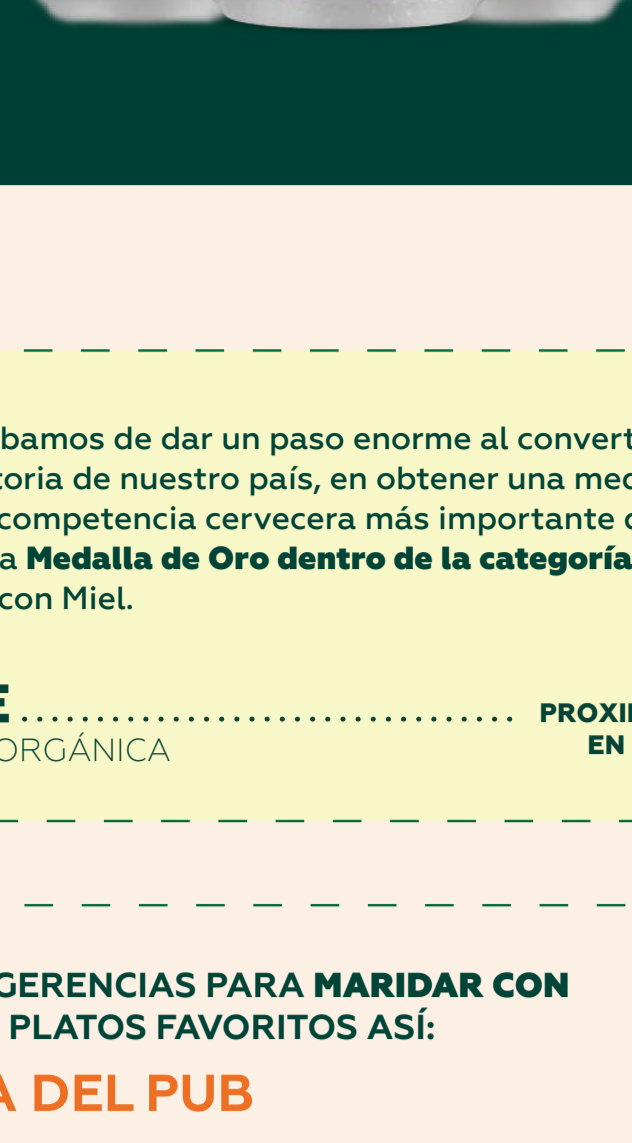 bamos de dar un paso enorme al convert
toria de nuestro país, en obtener una med
competencia cervecera más importante d
a Medalla de Oro dentro de la categoría
con Miel.
E ........................................ PROXI
ORGÁNICA
EN
GERENCIAS PARA MARIDAR CON
PLATOS FAVORITOS ASÍ:
A DEL PUB